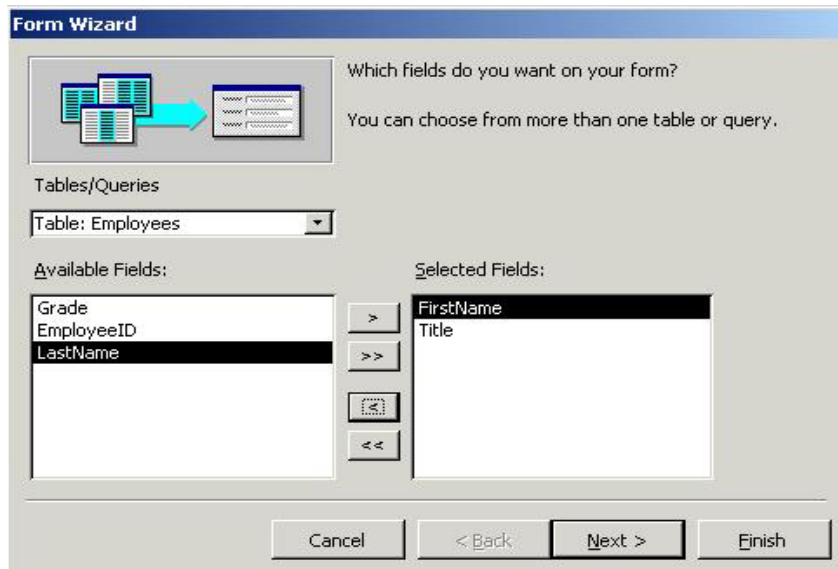 Form Wizard
Which fields do you want on your form?
You can choose from more than one table or query.
Tables/Queries
Table: Employees
Available Fields:
Selected Fields:
Grade
EmployeeID
LastName
>
>>
<
<<
FirstName
Title
Cancel
< Back
Next >
Finish